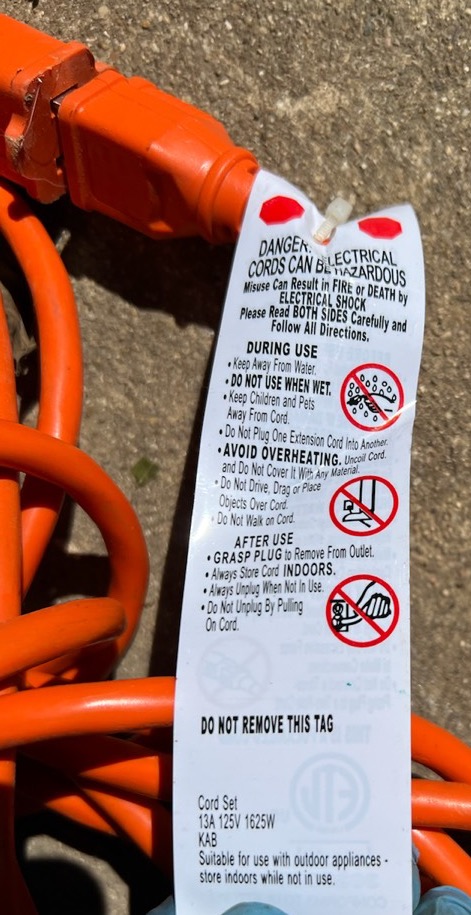 DANGER: ELECTRICAL
CORDS CAN BE HAZARDOUS
Misuse Can Result in FIRE or DEATH by
ELECTRICAL SHOCK
Please Read BOTH SIDES Carefully and
Follow All Directions.
DURING USE
• Keep Away From Water.
• DO NOT USE WHEN WET.
• Keep Children and Pets
Away From Cord.
• Do Not Plug One Extension Cord Into Another.
• AVOID OVERHEATING. Uncoil Cord.
and Do Not Cover It With Any Material.
• Do Not Drive, Drag or Place
Objects Over Cord.
• Do Not Walk on Cord.
AFTER USE
• GRASP PLUG to Remove From Outlet.
• Always Store Cord INDOORS.
• Always Unplug When Not In Use.
• Do Not Unplug By Pulling
On Cord.
DO NOT REMOVE THIS TAG
Cord Set
13A 125V 1625W
KAB
Suitable for use with outdoor appliances -
store indoors while not in use.